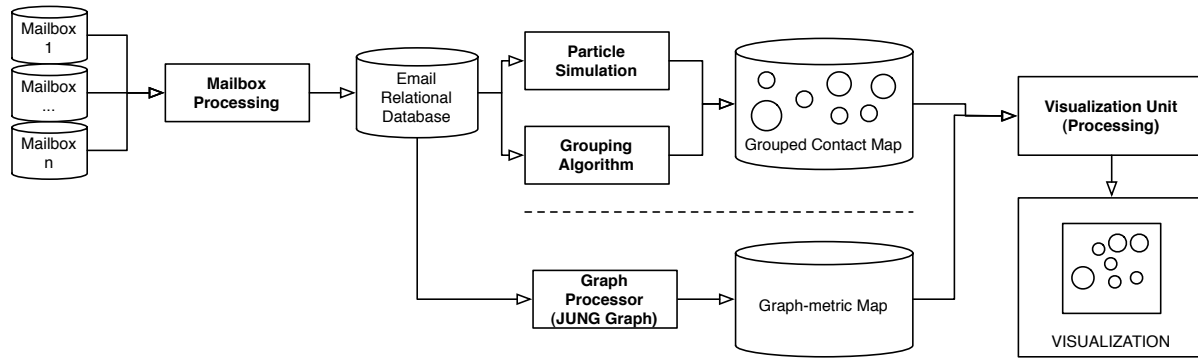 Mailbox
1
Mailbox
...
Mailbox
n
Mailbox
Processing
Email
Relational
Database
Particle
Simulation
Grouping
Algorithm
Grouped Contact Map
Graph
Processor
(JUNG Graph)
Graph-metric Map
Visualization Unit
(Processing)
VISUALIZATION